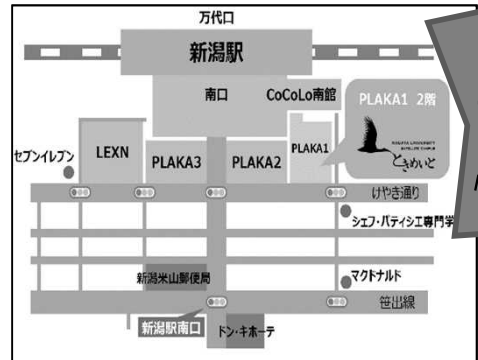 万代口
新潟駅
南口
CoCoLo南館
PLAKA1 2階
NIIGATA UNIVERSITY
SATELLITE CAMPUS
ときめいと
LEXN
PLAKA3
PLAKA2
PLAKA1
セブンイレブン
けやき通り
シェフ・パティシエ専門学
新潟米山郵便局
マクドナルド
笹出線
新潟駅南口
ドン・キホーテ